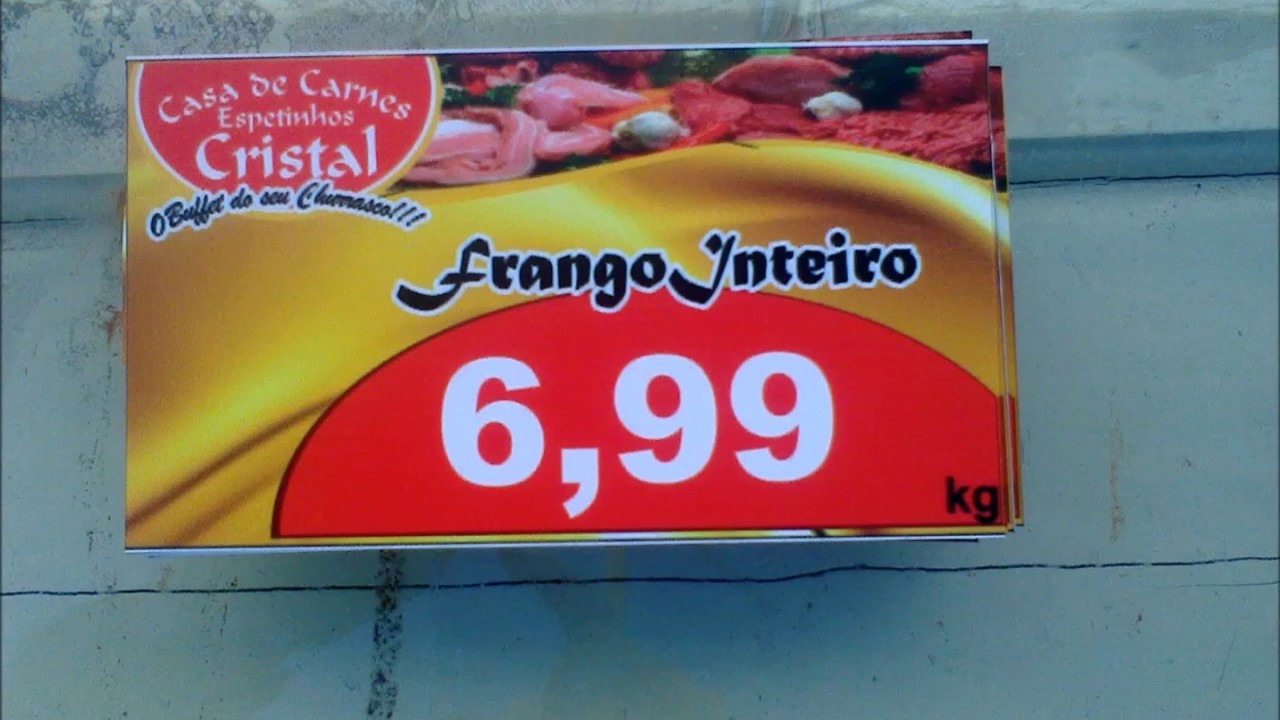 Casa de Carnes
Espetinhos
Cristal
O Buffet do seu Churrasco!!!
Frango Inteiro
6,99
kg